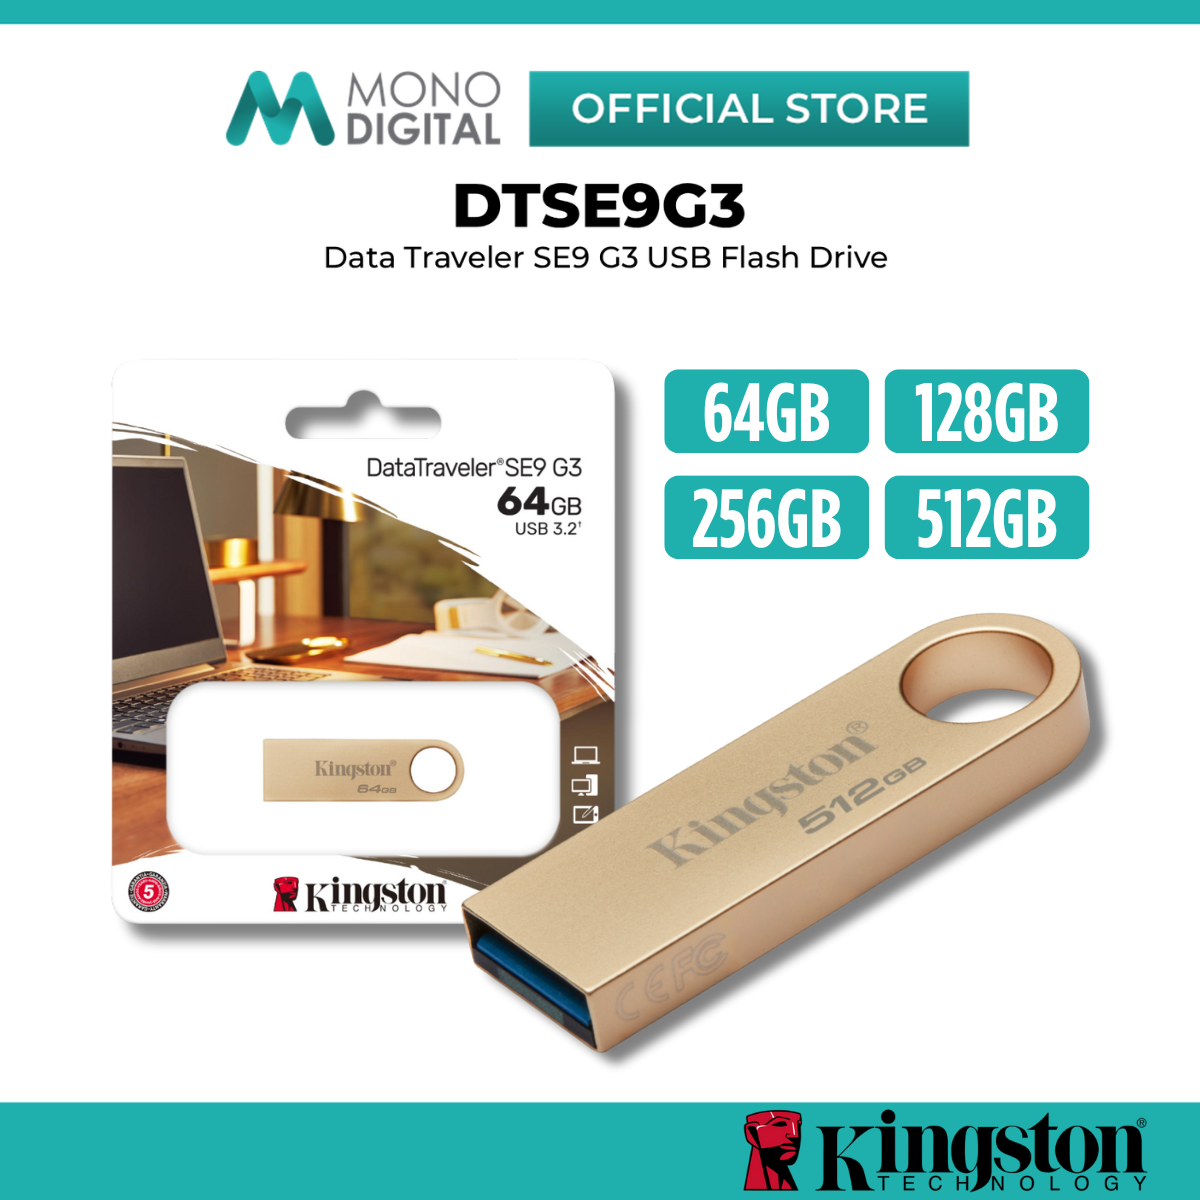 MONO
DIGITAL
OFFICIAL STORE
DTSE9G3
Data Traveler SE9 G3 USB Flash Drive
DataTraveler® SE9 G3
64GB
USB 3.2†
64GB
128GB
256GB
512GB
Kingston®
64GB
Kingston®
512GB
CE FC
5
Kingston
TECHNOLOGY
Kingston®
TECHNOLOGY